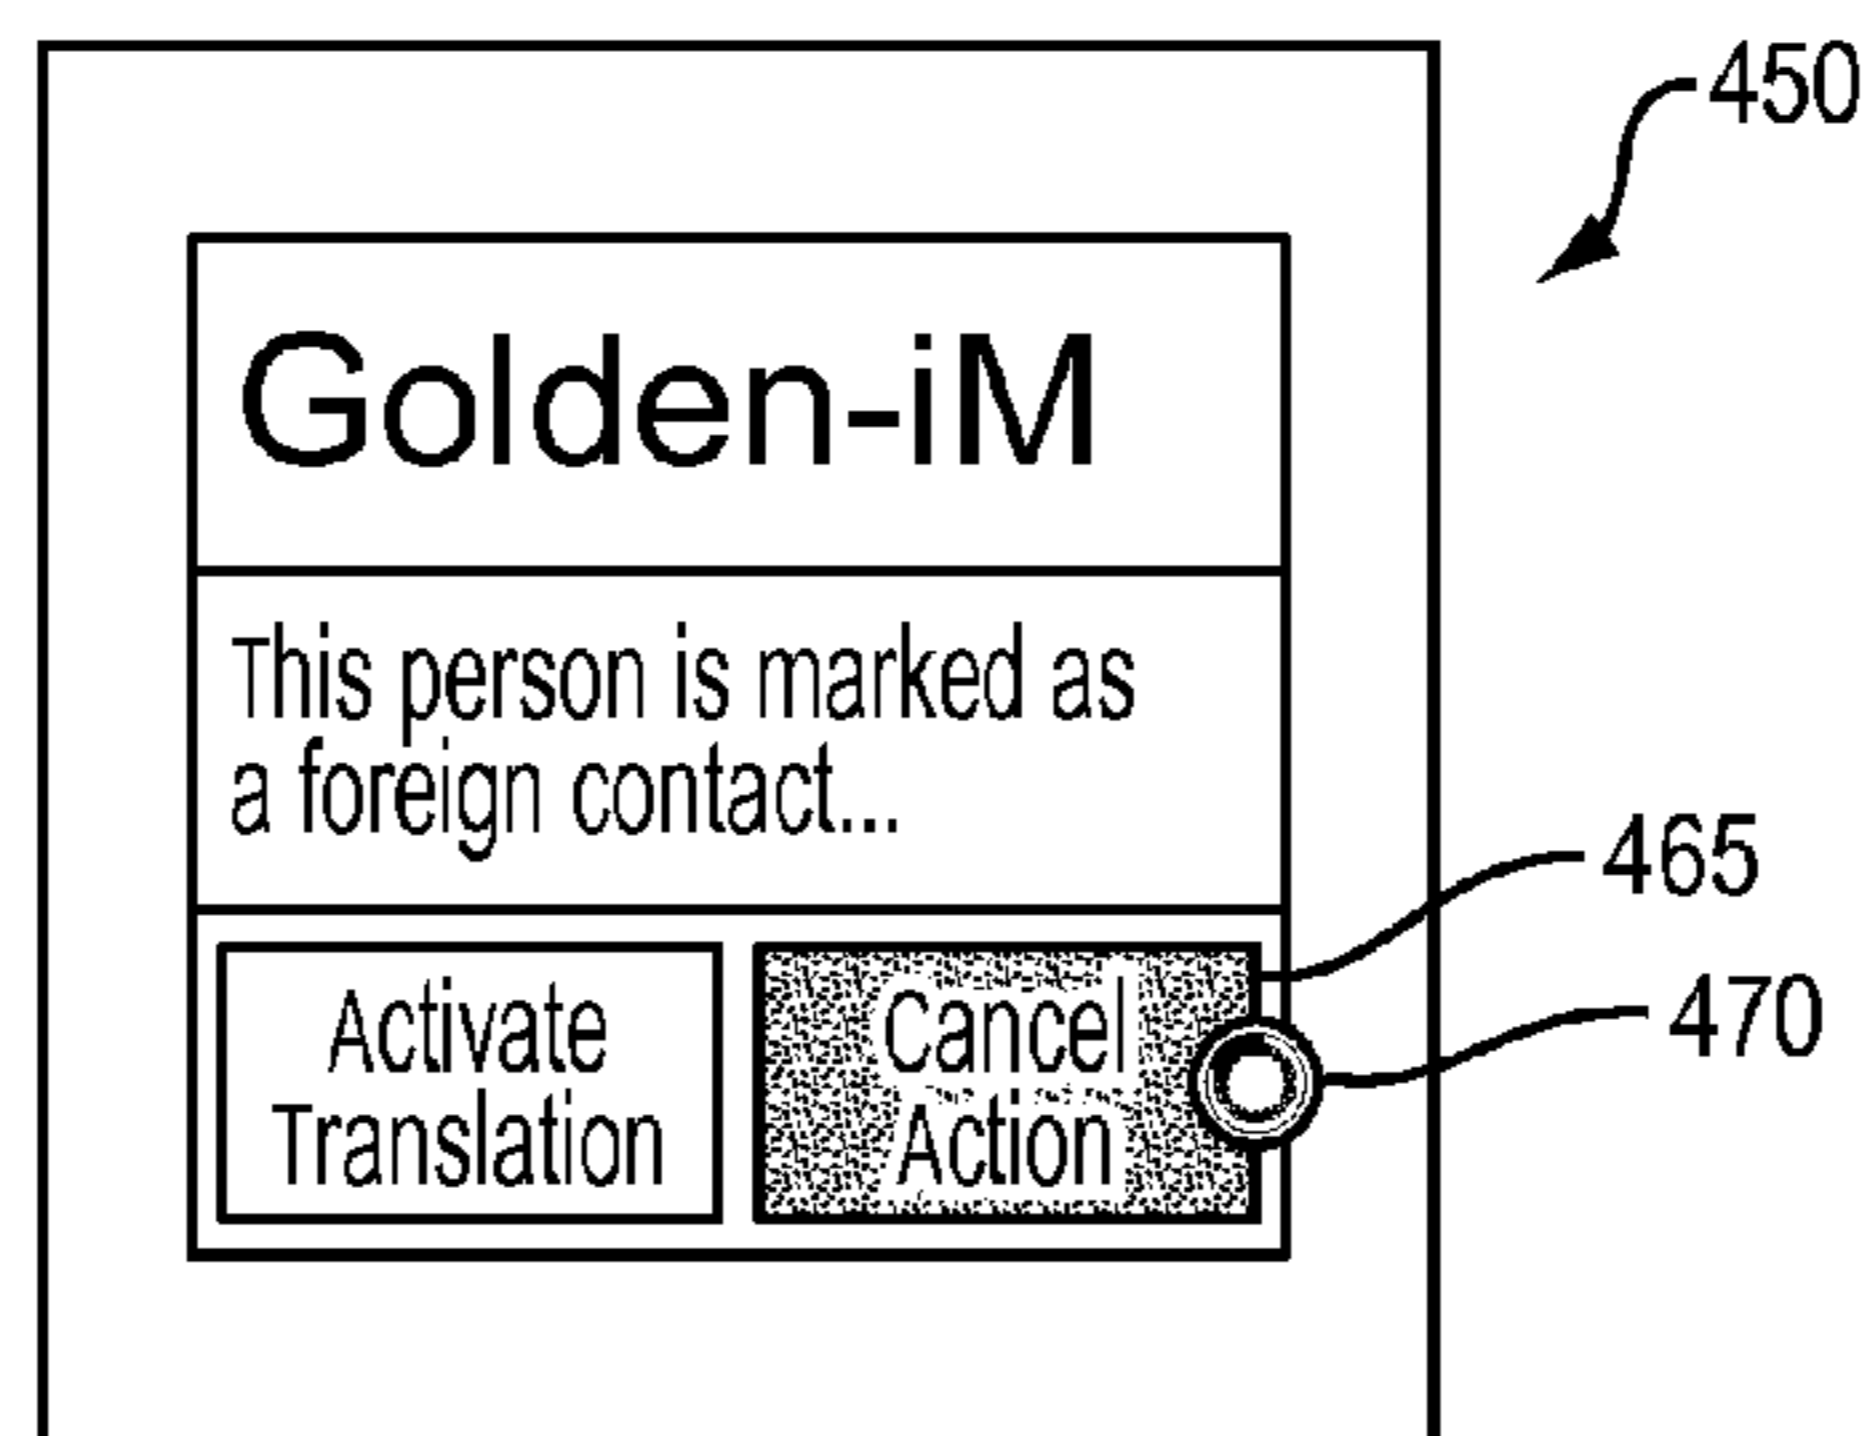 450
Golden-iM
This person is marked as
a foreign contact...
465
470
Activate
Translation
Cancel
Action